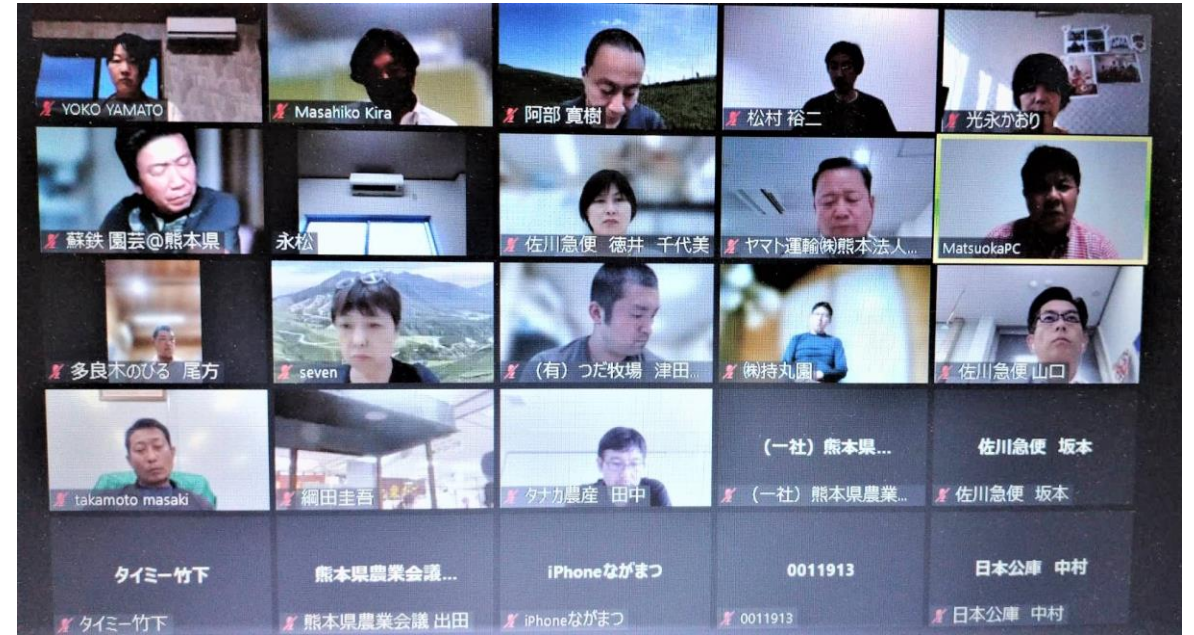 YOKO YAMATO
Masahiko Kira
阿部 寛樹
松村 裕二
光永かおり
蘇鉄 園芸@熊本県
永松
佐川急便 徳井 千代美
ヤマト運輸㈱熊本法人...
MatsuokaPC
多良木のびる 尾方
seven
（有）つだ牧場 津田...
㈱持丸園
佐川急便 山口
takamoto masaki
綱田圭吾
タナカ農産 田中
（一社）熊本県...
（一社）熊本県農業...
佐川急便 坂本
佐川急便 坂本
タイミー竹下
タイミー竹下
熊本県農業会議...
熊本県農業会議 出田
iPhoneながまつ
iPhoneながまつ
0011913
0011913
日本公庫 中村
日本公庫 中村